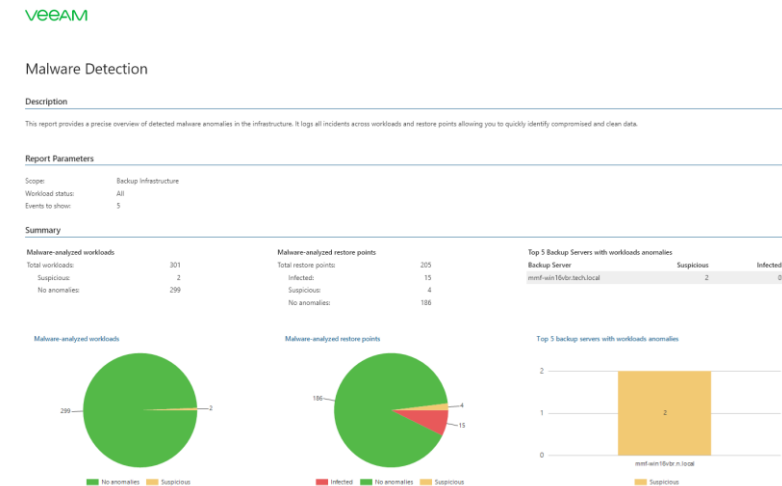 veeAM
Malware Detection
Description
This report provides a precise overview of detected malware anomalies in the infrastructure. It logs all incidents across workloads and restore points allowing you to quickly identify compromised and clean data.
Report Parameters
Scope: Backup Infrastructure
Workload status: All
Events to show: 5
Summary
Malware-analyzed workloads
Total workloads: 301
Suspicious: 2
No anomalies: 299
Malware-analyzed restore points
Total restore points: 205
Infected: 15
Suspicious: 4
No anomalies: 186
Top 5 Backup Servers with workloads anomalies
Backup Server Suspicious Infected
mmf-win16vbr.tech.local 2 0
Malware-analyzed workloads
299
2
No anomalies Suspicious
Malware-analyzed restore points
186
4
15
Infected No anomalies Suspicious
Top 5 backup servers with workloads anomalies
2
1
0
2
mmf-win16vbr.n.local
Suspicious